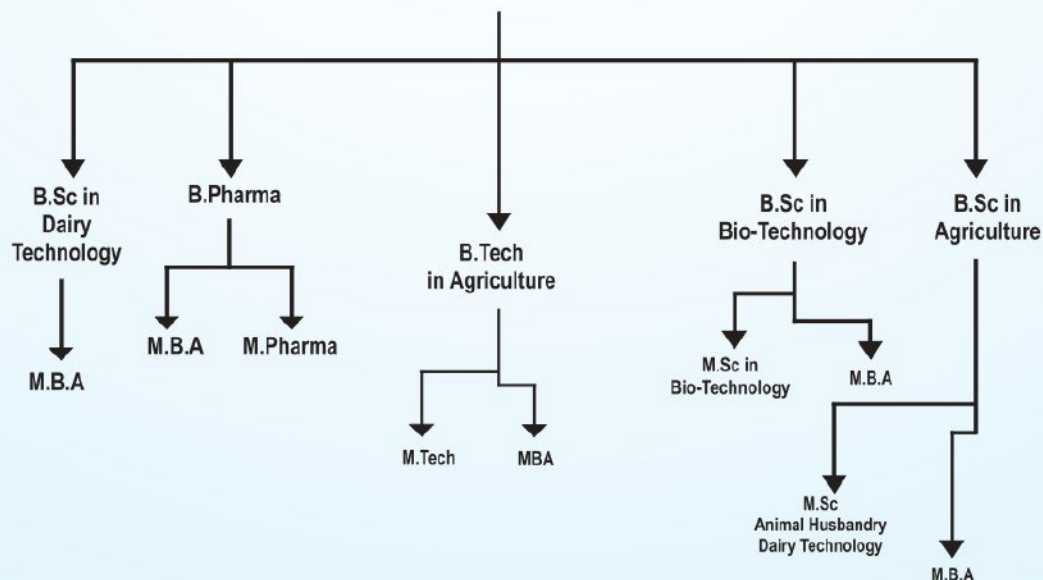 B.Sc in
Dairy
Technology
M.B.A
B.Pharma
M.B.A
M.Pharma
B.Tech
in Agriculture
M.Tech
MBA
B.Sc in
Bio-Technology
M.Sc in
Bio-Technology
M.B.A
B.Sc in
Agriculture
M.Sc
Animal Husbandry
Dairy Technology
M.B.A